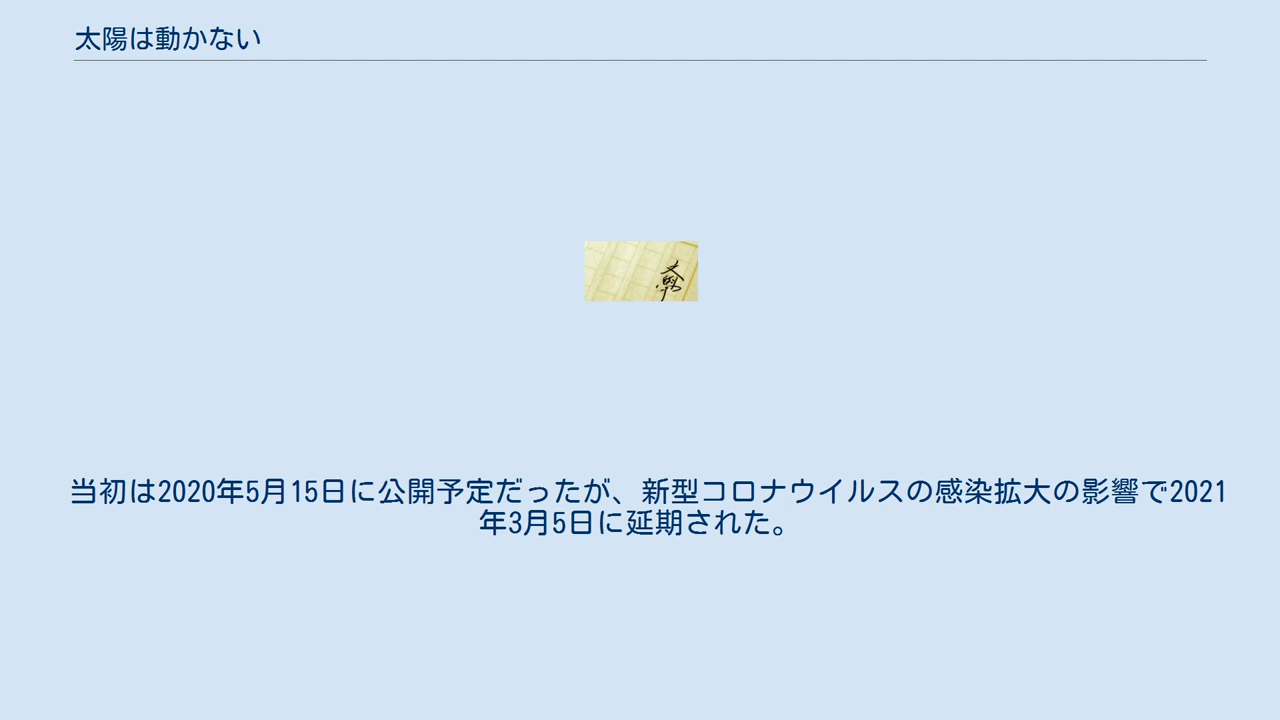 太陽は動かない
当初は2020年5月15日に公開予定だったが、新型コロナウイルスの感染拡大の影響で2021
年3月5日に延期された。